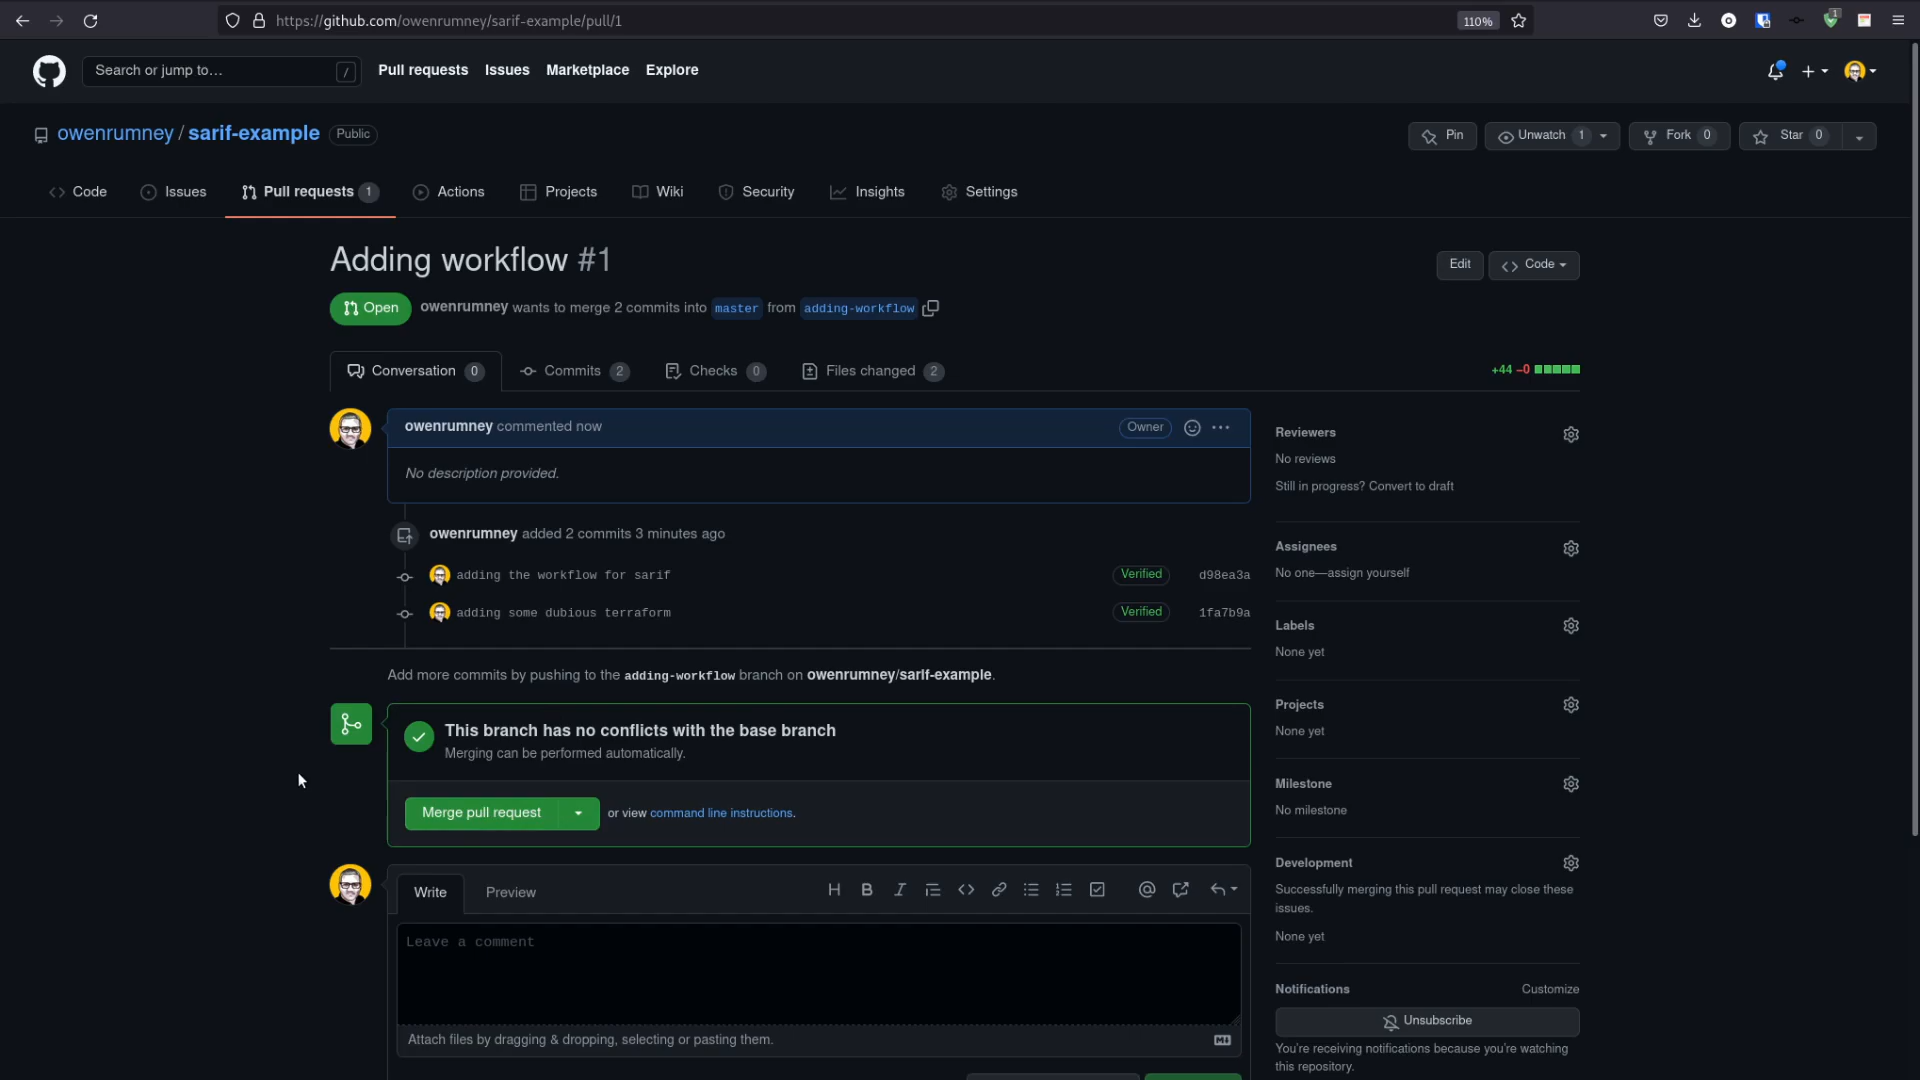 https://github.com/owenrumney/sarif-example/pull/1
110%
1
Search or jump to…
/
Pull requests
Issues
Marketplace
Explore
owenrumney / sarif-example
Public
Pin
Unwatch 1
Fork 0
Star 0
Code
Issues
Pull requests 1
Actions
Projects
Wiki
Security
Insights
Settings
Adding workflow #1
Edit
Code
Open
owenrumney wants to merge 2 commits into master from adding-workflow
Conversation 0
Commits 2
Checks 0
Files changed 2
+44 −0
owenrumney commented now
Owner
No description provided.
owenrumney added 2 commits 3 minutes ago
adding the workflow for sarif
Verified
d98ea3a
adding some dubious terraform
Verified
1fa7b9a
Add more commits by pushing to the adding-workflow branch on owenrumney/sarif-example.
This branch has no conflicts with the base branch
Merging can be performed automatically.
Merge pull request
or view command line instructions.
Write
Preview
H B I
Leave a comment
Attach files by dragging & dropping, selecting or pasting them.
Reviewers
No reviews
Still in progress? Convert to draft
Assignees
No one—assign yourself
Labels
None yet
Projects
None yet
Milestone
No milestone
Development
Successfully merging this pull request may close these
issues.
None yet
Notifications
Customize
Unsubscribe
You're receiving notifications because you're watching
this repository.